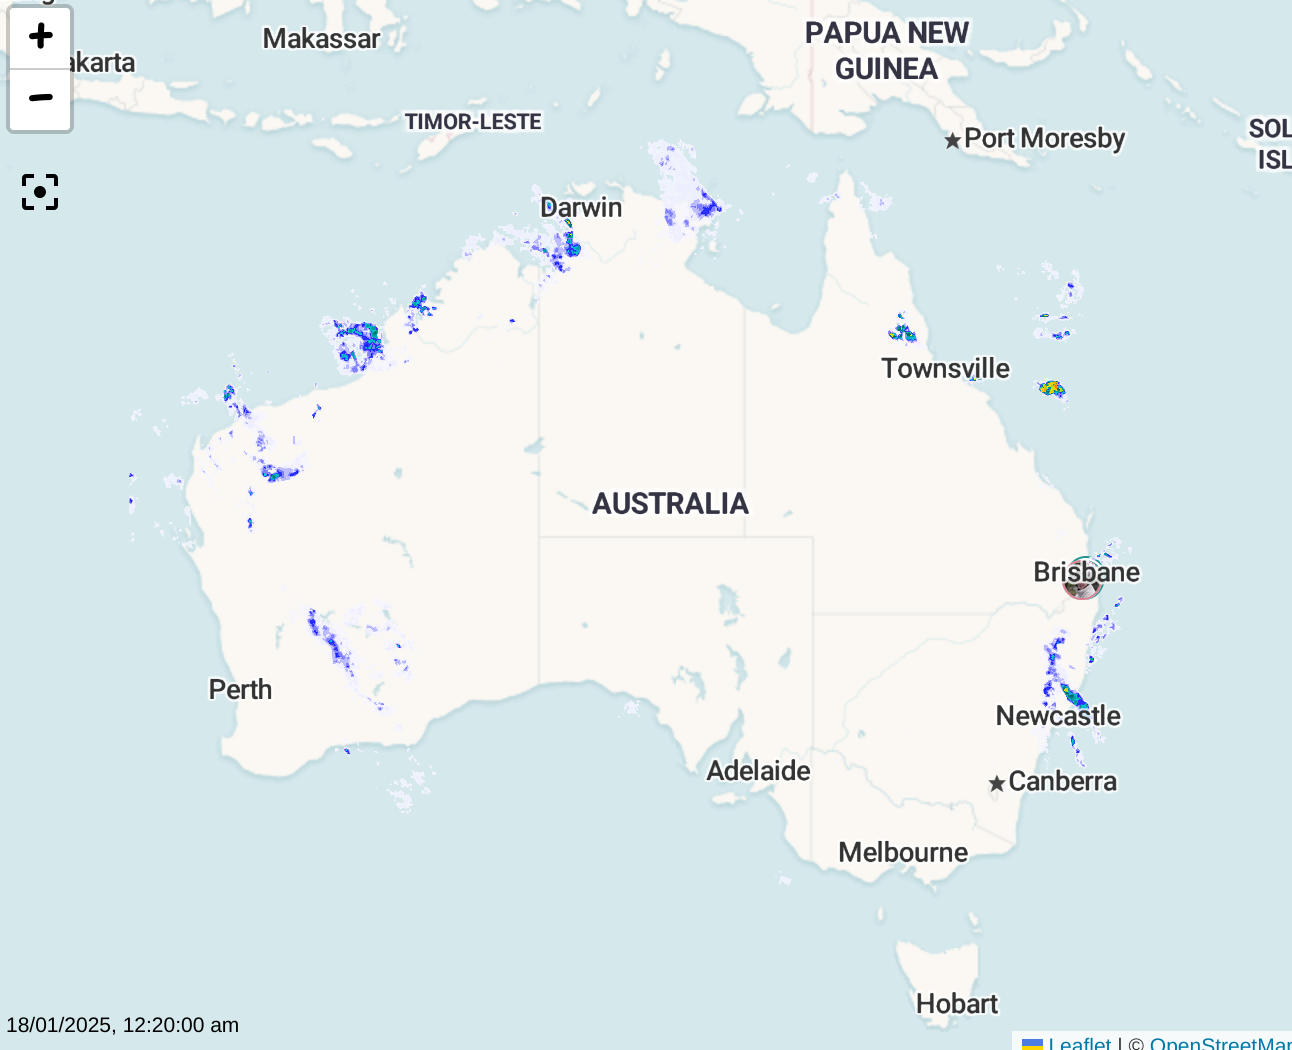 +
Makassar
PAPUA NEW
GUINEA
akarta
−
TIMOR-LESTE
SOL
ISL
Port Moresby
Darwin
Townsville
AUSTRALIA
Brisbane
Perth
Newcastle
Adelaide
Canberra
Melbourne
Hobart
18/01/2025, 12:20:00 am
Leaflet | © OpenStreetMap